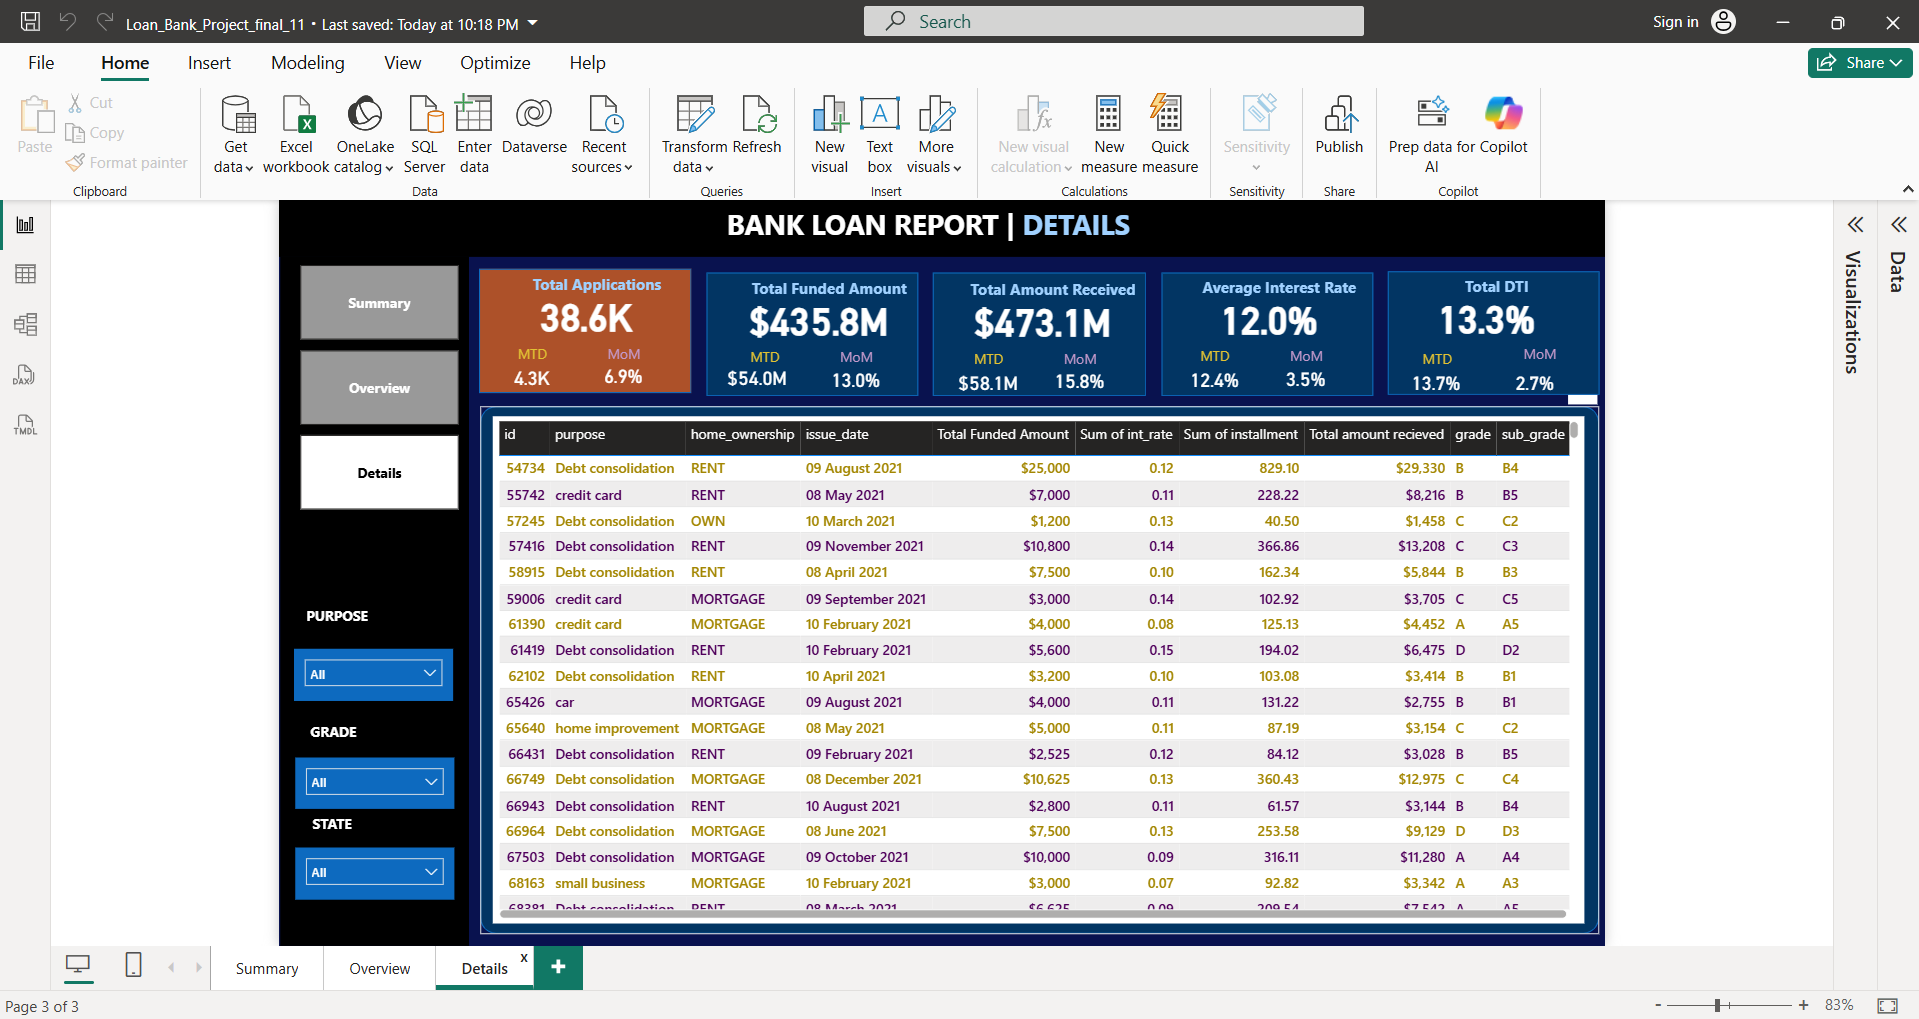 Loan_Bank_Project_final_11 • Last saved: Today at 10:18 PM
Search
Sign in
File Home Insert Modeling View Optimize Help
Share
Paste
Cut
Copy
Format painter
Clipboard
Get data
Excel workbook
OneLake catalog
SQL Server
Enter data
Dataverse
Recent sources
Data
Transform data
Refresh
Queries
New visual
Text box
More visuals
Insert
New visual calculation
New measure
Quick measure
Calculations
Sensitivity
Sensitivity
Publish
Share
Prep data for AI
Copilot
Copilot
BANK LOAN REPORT | DETAILS
Summary
Overview
Details
PURPOSE
All
GRADE
All
STATE
All
Total Applications
38.6K
MTD MoM
4.3K 6.9%
Total Funded Amount
$435.8M
MTD MoM
$54.0M 13.0%
Total Amount Received
$473.1M
MTD MoM
$58.1M 15.8%
Average Interest Rate
12.0%
MTD MoM
12.4% 3.5%
Total DTI
13.3%
MTD MoM
13.7% 2.7%
id purpose home_ownership issue_date Total Funded Amount Sum of int_rate Sum of installment Total amount recieved grade sub_grade
54734 Debt consolidation RENT 09 August 2021 $25,000 0.12 829.10 $29,330 B B4
55742 credit card RENT 08 May 2021 $7,000 0.11 228.22 $8,216 B B5
57245 Debt consolidation OWN 10 March 2021 $1,200 0.13 40.50 $1,458 C C2
57416 Debt consolidation RENT 09 November 2021 $10,800 0.14 366.86 $13,208 C C3
58915 Debt consolidation RENT 08 April 2021 $7,500 0.10 162.34 $5,844 B B3
59006 credit card MORTGAGE 09 September 2021 $3,000 0.14 102.92 $3,705 C C5
61390 credit card MORTGAGE 10 February 2021 $4,000 0.08 125.13 $4,452 A A5
61419 Debt consolidation RENT 10 February 2021 $5,600 0.15 194.02 $6,475 D D2
62102 Debt consolidation RENT 10 April 2021 $3,200 0.10 103.08 $3,414 B B1
65426 car MORTGAGE 09 August 2021 $4,000 0.11 131.22 $2,755 B B1
65640 home improvement MORTGAGE 08 May 2021 $5,000 0.11 87.19 $3,154 C C2
66431 Debt consolidation RENT 09 February 2021 $2,525 0.12 84.12 $3,028 B B5
66749 Debt consolidation MORTGAGE 08 December 2021 $10,625 0.13 360.43 $12,975 C C4
66943 Debt consolidation RENT 10 August 2021 $2,800 0.11 61.57 $3,144 B B4
66964 Debt consolidation MORTGAGE 08 June 2021 $7,500 0.13 253.58 $9,129 D D3
67503 Debt consolidation MORTGAGE 09 October 2021 $10,000 0.09 316.11 $11,280 A A4
68163 small business MORTGAGE 10 February 2021 $3,000 0.07 92.82 $3,342 A A3
68381 Debt consolidation RENT 08 March 2021 $6,625 0.09 209.54 $7,542 A A5
DAX
TMDL
Visualizations
Data
Summary Overview Details x +
Page 3 of 3
- + 83%